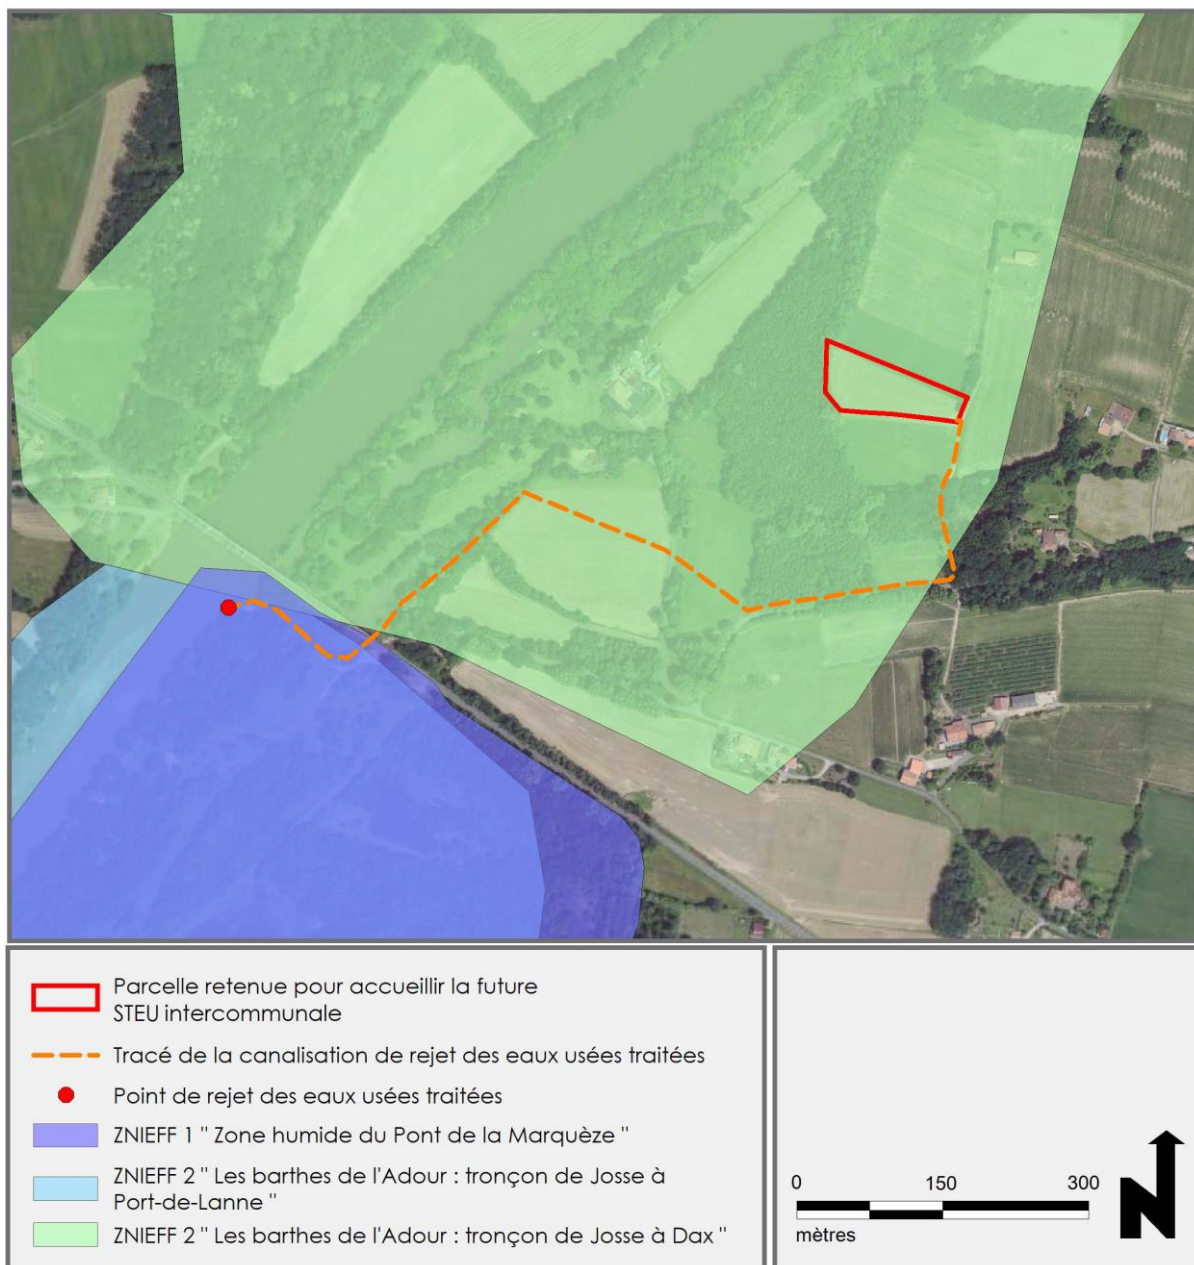 Parcelle retenue pour accueillir la future
STEU intercommunale
Tracé de la canalisation de rejet des eaux usées traitées
Point de rejet des eaux usées traitées
ZNIEFF 1 " Zone humide du Pont de la Marquèze "
ZNIEFF 2 " Les barthes de l'Adour : tronçon de Josse à
Port-de-Lanne "
ZNIEFF 2 " Les barthes de l'Adour : tronçon de Josse à Dax "
0 150 300
mètres
N